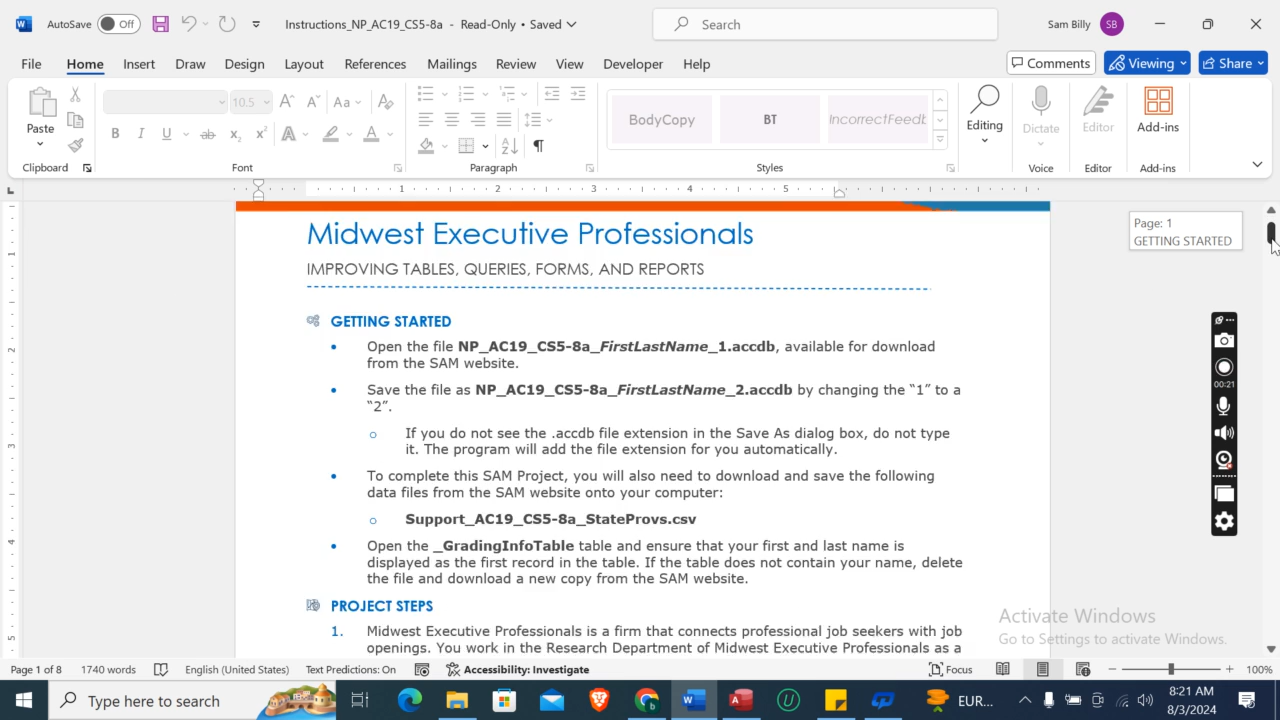 AutoSave Off Instructions_NP_AC19_CS5-8a - Read-Only • Saved Search Sam Billy SB
File Home Insert Draw Design Layout References Mailings Review View Developer Help Comments Viewing Share
Paste 10.5 Aa BodyCopy BT IncorrectFeedb Editing Dictate Editor Add-ins
Clipboard Font Paragraph Styles Voice Editor Add-ins
1 2 3 4 5
Page: 1
GETTING STARTED
Midwest Executive Professionals
IMPROVING TABLES, QUERIES, FORMS, AND REPORTS
GETTING STARTED
• Open the file NP_AC19_CS5-8a_FirstLastName_1.accdb, available for download
from the SAM website.
• Save the file as NP_AC19_CS5-8a_FirstLastName_2.accdb by changing the “1” to a
“2”.
o If you do not see the .accdb file extension in the Save As dialog box, do not type
it. The program will add the file extension for you automatically.
• To complete this SAM Project, you will also need to download and save the following
data files from the SAM website onto your computer:
o Support_AC19_CS5-8a_StateProvs.csv
• Open the _GradingInfoTable table and ensure that your first and last name is
displayed as the first record in the table. If the table does not contain your name, delete
the file and download a new copy from the SAM website.
PROJECT STEPS
1. Midwest Executive Professionals is a firm that connects professional job seekers with job
openings. You work in the Research Department of Midwest Executive Professionals as a
00:21
Activate Windows
Go to Settings to activate Windows.
Page 1 of 8 1740 words English (United States) Text Predictions: On Accessibility: Investigate Focus 100%
Type here to search EUR... 8:21 AM
8/3/2024